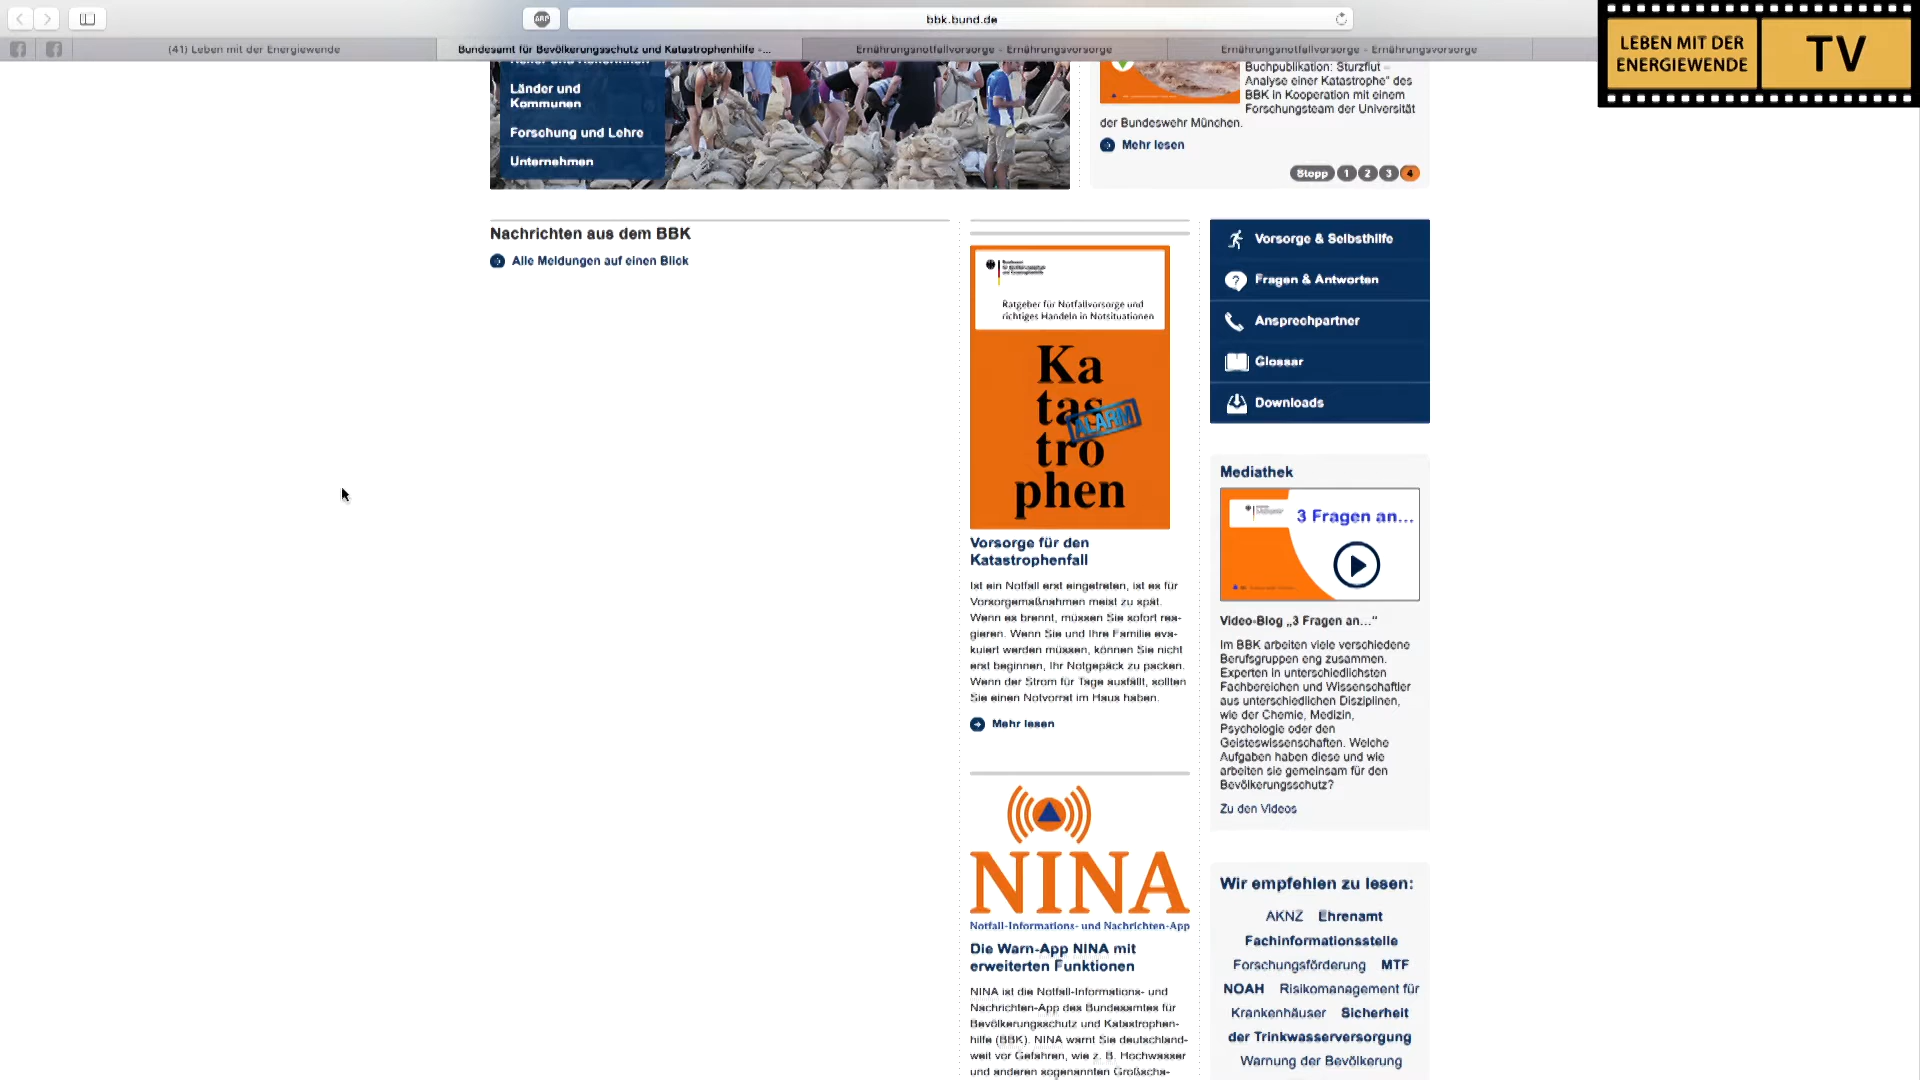 ABP
bbk.bund.de
(41) Leben mit der Energiewende
Bundesamt für Bevölkerungsschutz und Katastrophenhilfe -...
Ernährungsnotfallvorsorge - Ernährungsvorsorge
Ernährungsnotfallvorsorge - Ernährungsvorsorge
LEBEN MIT DER
ENERGIEWENDE
TV
Länder und
Kommunen
Forschung und Lehre
Unternehmen
Buchpublikation: Sturzflut –
Analyse einer Katastrophe" des
BBK in Kooperation mit einem
Forschungsteam der Universität
der Bundeswehr München.
Mehr lesen
Stopp 1 2 3 4
Nachrichten aus dem BBK
Alle Meldungen auf einen Blick
Ratgeber für Notfallvorsorge und
richtiges Handeln in Notsituationen
Ka
tas
tro
phen
ALARM
Vorsorge für den
Katastrophenfall
Ist ein Notfall erst eingetreten, ist es für
Vorsorgemaßnahmen meist zu spät.
Wenn es brennt, müssen Sie sofort rea-
gieren. Wenn Sie und Ihre Familie eva-
kuiert werden müssen, können Sie nicht
erst beginnen, Ihr Notgepäck zu packen.
Wenn der Strom für Tage ausfällt, sollten
Sie einen Notvorrat im Haus haben.
Mehr lesen
NINA
Notfall-Informations- und Nachrichten-App
Die Warn-App NINA mit
erweiterten Funktionen
NINA ist die Notfall-Informations- und
Nachrichten-App des Bundesamtes für
Bevölkerungsschutz und Katastrophen-
hilfe (BBK). NINA warnt Sie deutschland-
weit vor Gefahren, wie z. B. Hochwasser
und anderen sogenannten Großscha-
Vorsorge & Selbsthilfe
Fragen & Antworten
Ansprechpartner
Glossar
Downloads
Mediathek
3 Fragen an...
Video-Blog „3 Fragen an..."
Im BBK arbeiten viele verschiedene
Berufsgruppen eng zusammen.
Experten in unterschiedlichsten
Fachbereichen und Wissenschaftler
aus unterschiedlichen Disziplinen,
wie der Chemie, Medizin,
Psychologie oder den
Geisteswissenschaften. Welche
Aufgaben haben diese und wie
arbeiten sie gemeinsam für den
Bevölkerungsschutz?
Zu den Videos
Wir empfehlen zu lesen:
AKNZ Ehrenamt
Fachinformationsstelle
Forschungsförderung MTF
NOAH Risikomanagement für
Krankenhäuser Sicherheit
der Trinkwasserversorgung
Warnung der Bevölkerung